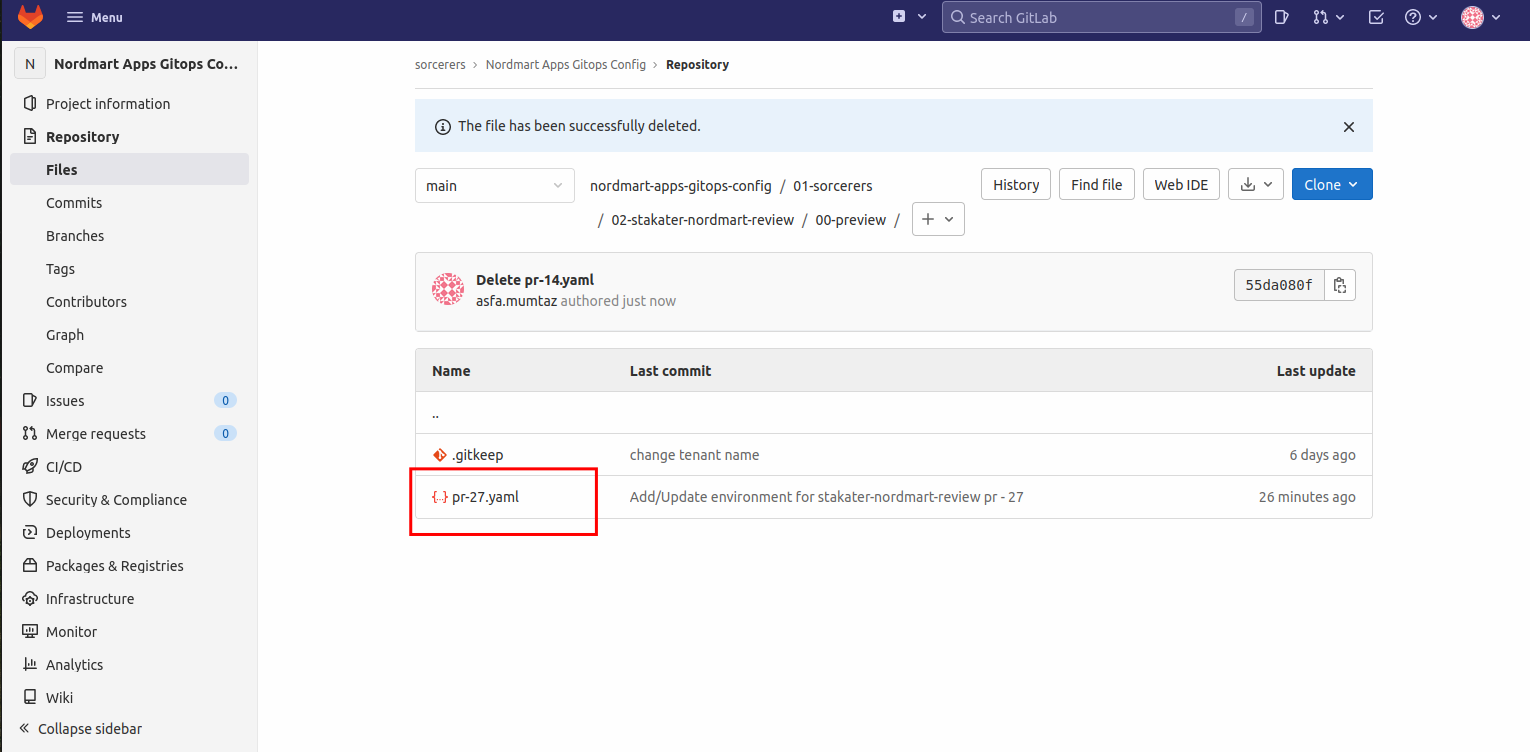 Menu
Search GitLab /
N Nordmart Apps Gitops Co...
Project information
Repository
Files
Commits
Branches
Tags
Contributors
Graph
Compare
Issues 0
Merge requests 0
CI/CD
Security & Compliance
Deployments
Packages & Registries
Infrastructure
Monitor
Analytics
Wiki
Collapse sidebar
sorcerers > Nordmart Apps Gitops Config > Repository
The file has been successfully deleted.
main
nordmart-apps-gitops-config / 01-sorcerers
/ 02-stakater-nordmart-review / 00-preview /
History Find file Web IDE Clone
Delete pr-14.yaml
asfa.mumtaz authored just now
55da080f
Name Last commit Last update
..
.gitkeep change tenant name 6 days ago
pr-27.yaml Add/Update environment for stakater-nordmart-review pr - 27 26 minutes ago